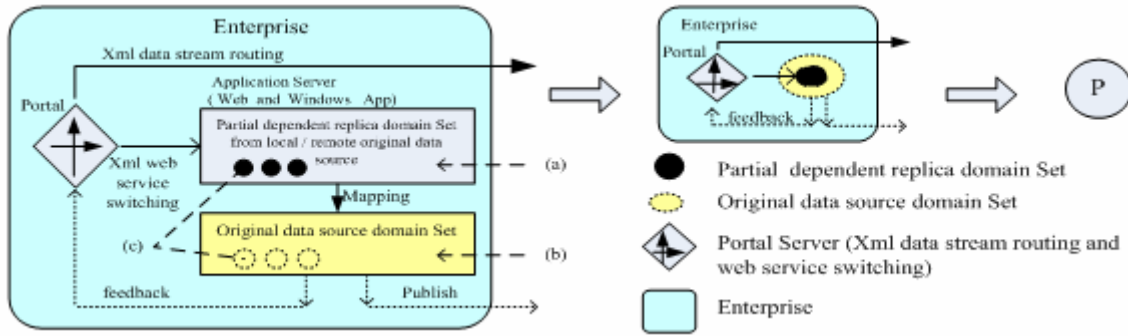 Enterprise
Xml data stream routing
Application Server
( Web and Windows App)
Portal
Partial dependent replica domain Set
from local / remote original data
source
Xml web
service
switching
(a)
Mapping
(c)
Original data source domain Set
(b)
feedback
Publish
Enterprise
Portal
feedback
P
Partial dependent replica domain Set
Original data source domain Set
Portal Server (Xml data stream routing and
web service switching)
Enterprise